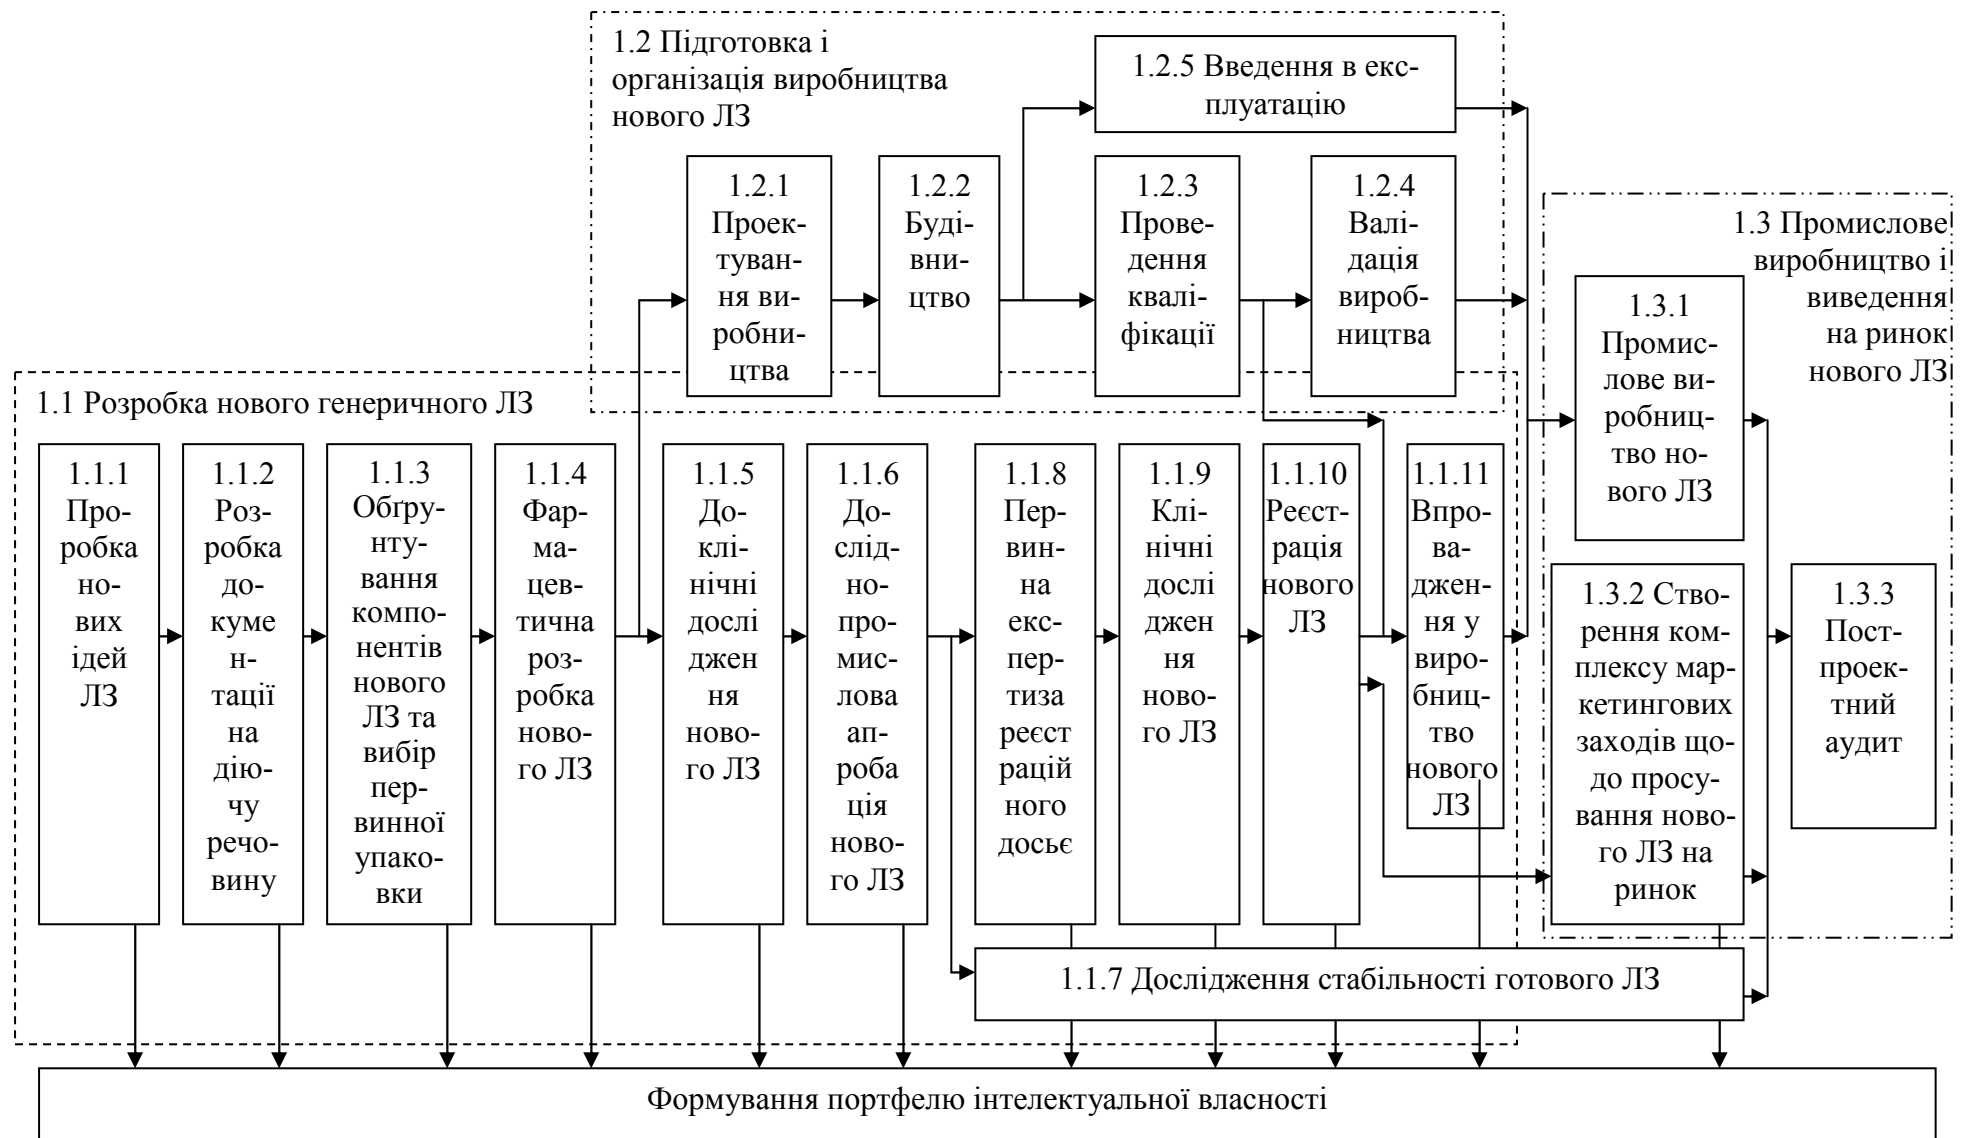 1.2 Підготовка і
організація виробництва
нового ЛЗ
1.2.5 Введення в екс-
плуатацію
1.2.1
Проек-
туван-
ня ви-
робни-
цтва
1.2.2
Буді-
вни-
цтво
1.2.3
Прове-
дення
квалі-
фікації
1.2.4
Валі-
дація
вироб-
ництва
1.3 Промислове
виробництво і
виведення
на ринок
нового ЛЗ
1.3.1
Промис-
лове ви-
робниц-
тво но-
вого ЛЗ
1.3.2 Ство-
рення ком-
плексу мар-
кетингових
заходів що-
до просу-
вання ново-
го ЛЗ на
ринок
1.3.3
Пост-
проек-
тний
аудит
1.1 Розробка нового генеричного ЛЗ
1.1.1
Про-
робка
но-
вих
ідей
ЛЗ
1.1.2
Роз-
робка
до-
куме
н-
тації
на
дію-
чу
речо-
вину
1.1.3
Обґру-
нту-
вання
компо-
нентів
нового
ЛЗ та
вибір
пер-
винної
упако-
вки
1.1.4
Фар-
ма-
цев-
тична
роз-
робка
ново-
го ЛЗ
1.1.5
До-
клі-
нічні
дослі
джен
ня
ново-
го ЛЗ
1.1.6
До-
слід-
но-
про-
мис-
лова
ап-
роба
ція
ново-
го ЛЗ
1.1.8
Пер-
вин-
на
екс-
пер-
тиза
реєст
рацій
ного
досьє
1.1.9
Клі-
нічні
дослі
джен
ня
ново-
го ЛЗ
1.1.10
Реєст-
рація
нового
ЛЗ
1.1.11
Впро-
ва-
джен-
ня у
виро-
бниц-
тво
нового
ЛЗ
1.1.7 Дослідження стабільності готового ЛЗ
Формування портфелю інтелектуальної власності